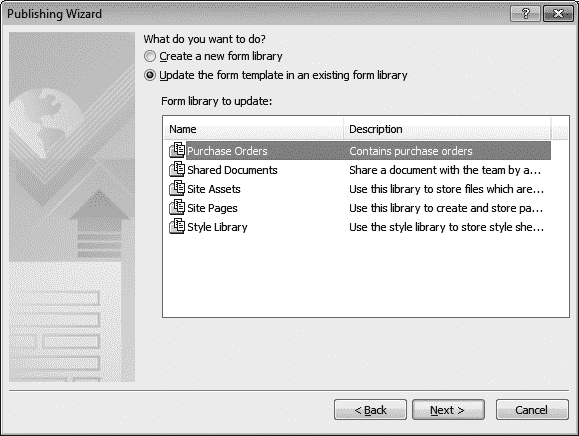 Publishing Wizard
What do you want to do?
Create a new form library
Update the form template in an existing form library
Form library to update:
Name Description
Purchase Orders Contains purchase orders
Shared Documents Share a document with the team by a...
Site Assets Use this library to store files which are...
Site Pages Use this library to create and store pa...
Style Library Use the style library to store style she...
< Back Next > Cancel